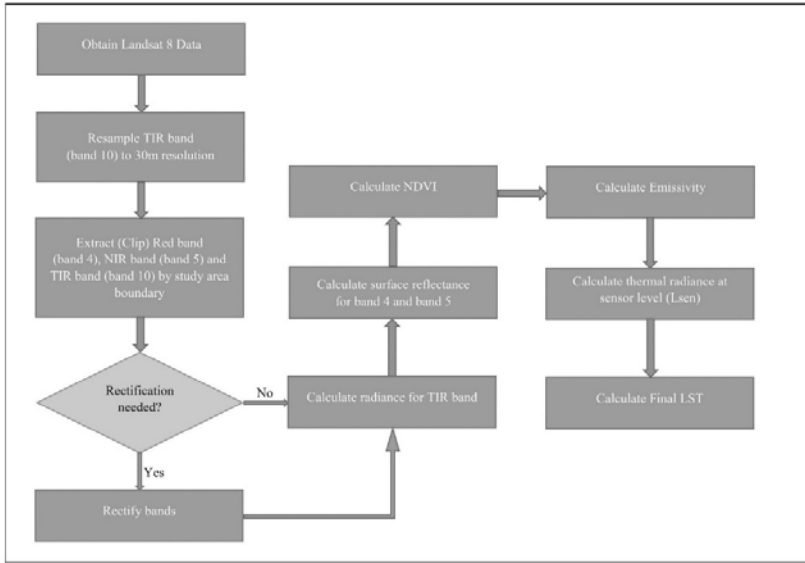 Obtain Landsat 8 Data
Resample TIR band
(band 10) to 30m resolution
Extract (Clip) Red band
(band 4), NIR band (band 5) and
TIR band (band 10) by study area
boundary
Rectification
needed?
No
Yes
Rectify bands
Calculate radiance for TIR band
Calculate surface reflectance
for band 4 and band 5
Calculate NDVI
Calculate Emissivity
Calculate thermal radiance at
sensor level (Lsen)
Calculate Final LST